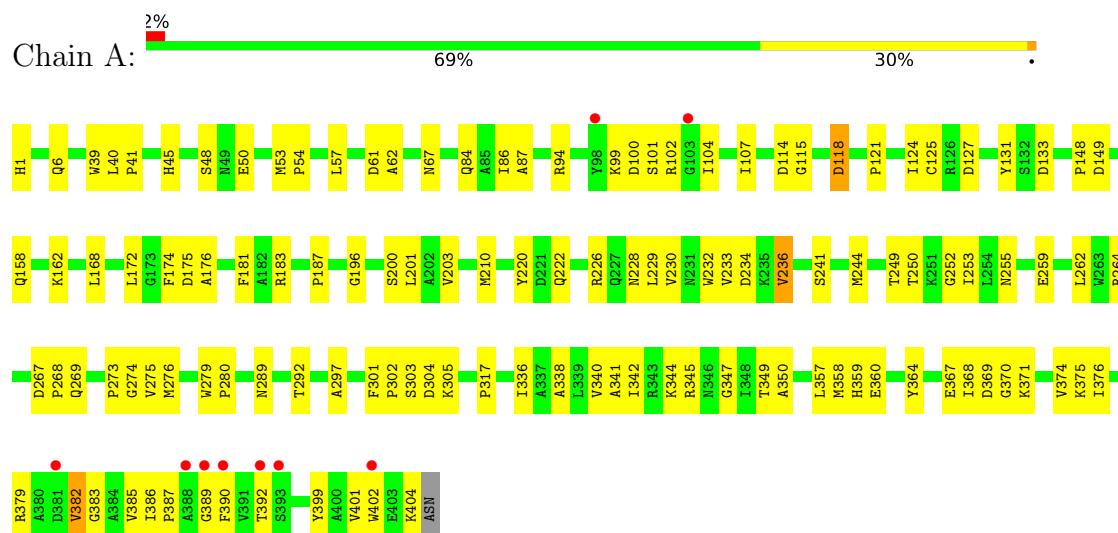 2%
Chain A:
69% 30% •
H1 Q6 W39 L40 P41 H45 S48 N49 E50 M53 P54 L57 D61 A62 N67 Q84 A85 I86 A87 R94 Y98 K99 D100 S101 R102 G103 I104 I107 D114 G115 D118 P121 I124 C125 R126 D127 Y131 S132 D133 P148 D149
Q158 K162 L168 L172 G173 F174 D175 A176 F181 A182 R183 P187 G196 S200 L201 A202 V203 M210 Y220 D221 Q222 R226 Q227 N228 L229 V230 N231 W232 V233 D234 K235 V236 S241 M244 T249 T250 K251 G252 I253 L254 N255 E259 L262 W263
D267 P268 Q269 P273 G274 V275 M276 W279 P280 N289 T292 A297 F301 P302 S303 D304 K305 P317 I336 A337 A338 L339 V340 A341 I342 R343 K344 R345 N346 G347 I348 T349 A350 L357 M358 H359 E360 Y364 E367 I368 D369 G370 K371 V374 K375 I376
R379 A380 D381 V382 G383 A384 V385 I386 P387 A388 G389 F390 V391 T392 S393 Y399 A400 V401 W402 E403 K404 ASN